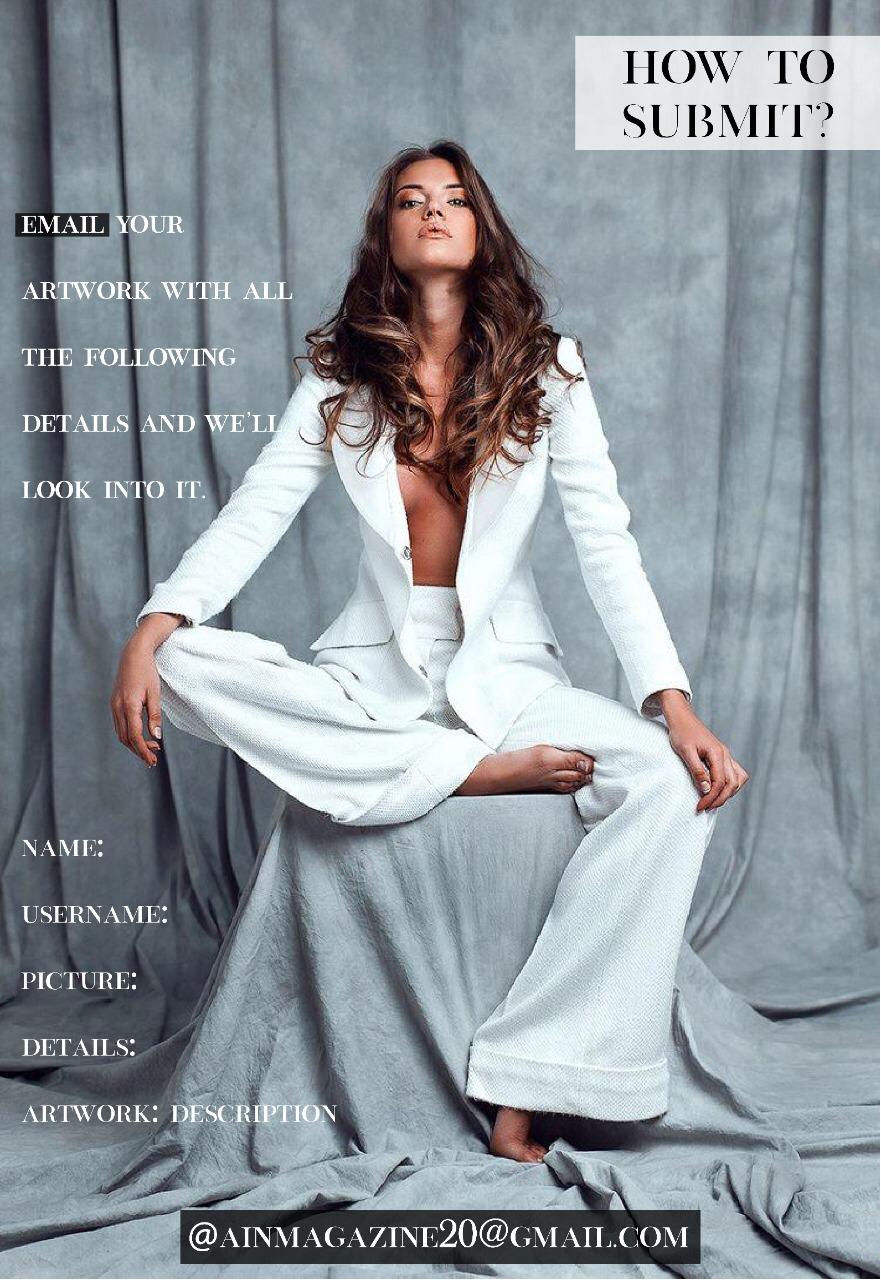 HOW TO
SUBMIT?
EMAIL YOUR
ARTWORK WITH ALL
THE FOLLOWING
DETAILS AND WE'LL
LOOK INTO IT.
NAME:
USERNAME:
PICTURE:
DETAILS:
ARTWORK: DESCRIPTION
@AINMAGAZINE20@GMAIL.COM